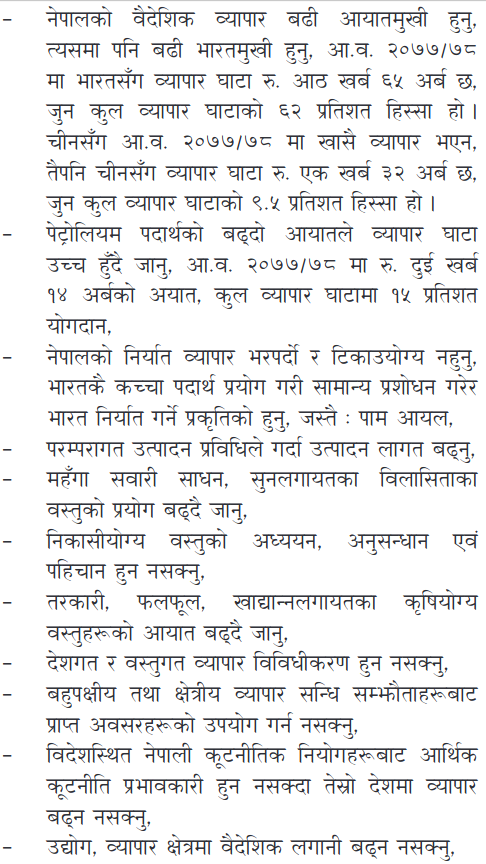 – नेपालको वैदेशिक व्यापार बढी आयातमुखी हुनु,
त्यसमा पनि बढी भारतमुखी हुनु, आ.व. २०७७/७८
मा भारतसँग व्यापार घाटा रु. आठ खर्ब ६५ अर्ब छ,
जुन कुल व्यापार घाटाको ६२ प्रतिशत हिस्सा हो ।
चीनसँग आ.व. २०७७/७८ मा खासै व्यापार भएन,
तैपनि चीनसँग व्यापार घाटा रु. एक खर्ब ३२ अर्ब छ,
जुन कुल व्यापार घाटाको ९.५ प्रतिशत हिस्सा हो ।
– पेट्रोलियम पदार्थको बढ्दो आयातले व्यापार घाटा
उच्च हुँदै जानु, आ.व. २०७७/७८ मा रु. दुई खर्ब
१४ अर्बको अयात, कुल व्यापार घाटामा १५ प्रतिशत
योगदान,
– नेपालको निर्यात व्यापार भरपर्दो र टिकाउयोग्य नहुनु,
भारतकै कच्चा पदार्थ प्रयोग गरी सामान्य प्रशोधन गरेर
भारत निर्यात गर्ने प्रकृतिको हुनु, जस्तै : पाम आयल,
– परम्परागत उत्पादन प्रविधिले गर्दा उत्पादन लागत बढ्नु,
– महँगा सवारी साधन, सुनलगायतका विलासिताका
वस्तुको प्रयोग बढ्दै जानु,
– निकासीयोग्य वस्तुको अध्ययन, अनुसन्धान एवं
पहिचान हुन नसक्नु,
– तरकारी, फलफूल, खाद्यान्नलगायतका कृषियोग्य
वस्तुहरूको आयात बढ्दै जानु,
– देशगत र वस्तुगत व्यापार विविधीकरण हुन नसक्नु,
– बहुपक्षीय तथा क्षेत्रीय व्यापार सन्धि सम्झौताहरूबाट
प्राप्त अवसरहरूको उपयोग गर्न नसक्नु,
– विदेशस्थित नेपाली कूटनीतिक नियोगहरूबाट आर्थिक
कूटनीति प्रभावकारी हुन नसक्दा तेस्रो देशमा व्यापार
बढ्न नसक्नु,
– उद्योग, व्यापार क्षेत्रमा वैदेशिक लगानी बढ्न नसक्नु,